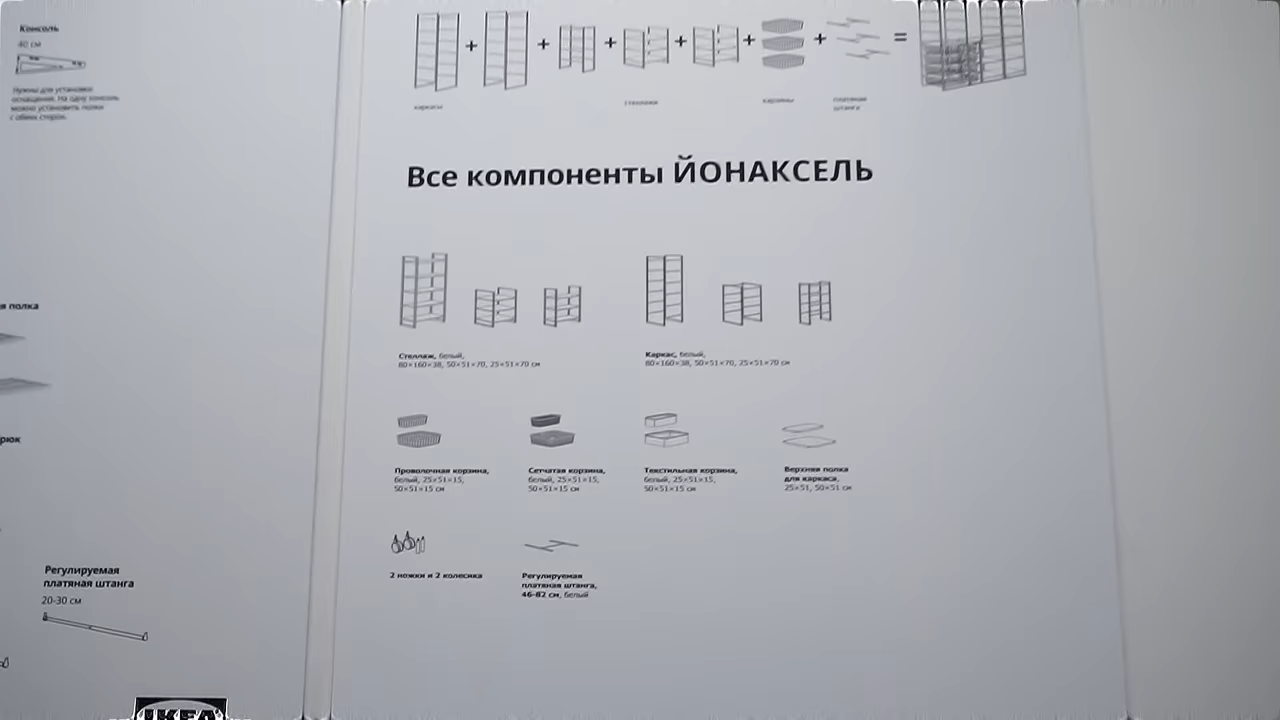 Консоль
40 см
Нужны для установки
оснащения. На одну консоль
можно установить полки
с обеих сторон.
+ + + + + + =
каркасы
стеллажи
корзины
платяная
штанга
Все компоненты ЙОНАКСЕЛЬ
я полка
рюк
Стеллаж, белый,
80×160×38, 50×51×70, 25×51×70 см
Каркас, белый,
80×160×38, 50×51×70, 25×51×70 см
Проволочная корзина,
белый, 25×51×15,
50×51×15 см
Сетчатая корзина,
белый, 25×51×15,
50×51×15 см
Текстильная корзина,
белый, 25×51×15,
50×51×15 см
Верхняя полка
для каркаса,
25×51, 50×51 см
2 ножки и 2 колесика
Регулируемая
платяная штанга,
46-82 см, белый
Регулируемая
платяная штанга
20-30 см
IKEA